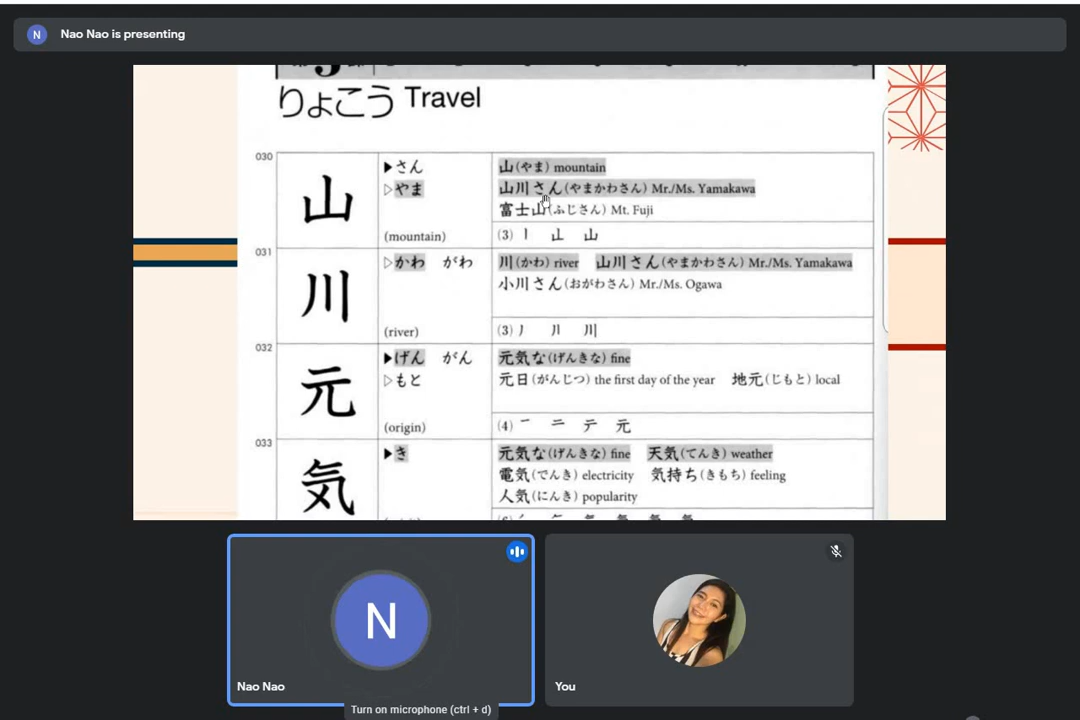 N Nao Nao is presenting
りょこう Travel
030
山
▶さん
▷やま
(mountain)
山(やま) mountain
山川さん(やまかわさん) Mr./Ms. Yamakawa
富士山(ふじさん) Mt. Fuji
(3) 丨 山 山
031
川
▷かわ がわ
(river)
川(かわ) river 山川さん(やまかわさん) Mr./Ms. Yamakawa
小川さん(おがわさん) Mr./Ms. Ogawa
(3) 丿 川 川
032
元
▶げん がん
▷もと
(origin)
元気な(げんきな) fine
元日(がんじつ) the first day of the year 地元(じもと) local
(4) 一 二 テ 元
033
気
▶き
元気な(げんきな) fine 天気(てんき) weather
電気(でんき) electricity 気持ち(きもち) feeling
人気(にんき) popularity
N
Nao Nao
You
Turn on microphone (ctrl + d)